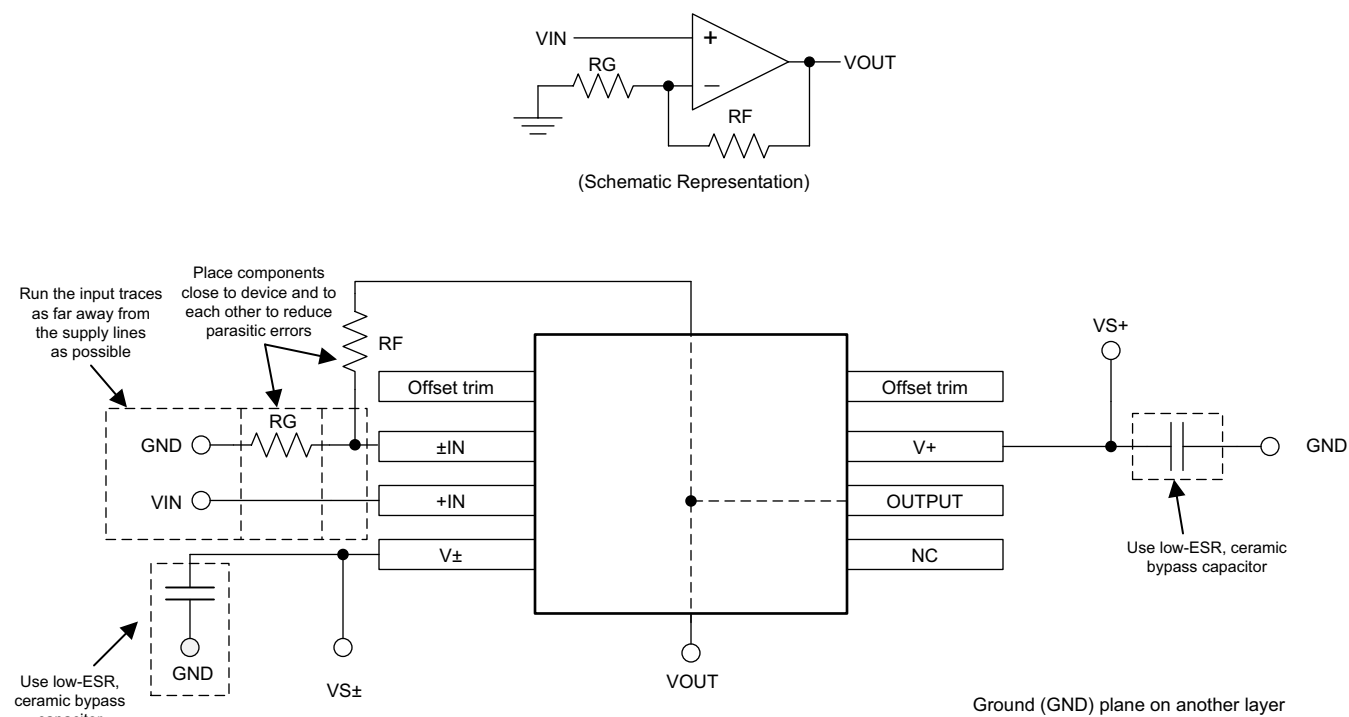 VIN
+
RG
−
VOUT
RF
(Schematic Representation)
Place components
close to device and to
each other to reduce
parasitic errors
Run the input traces
as far away from
the supply lines
as possible
RF
VS+
Offset trim
Offset trim
RG
GND
±IN
V+
GND
VIN
+IN
OUTPUT
V±
NC
Use low-ESR, ceramic
bypass capacitor
GND
VS±
VOUT
Use low-ESR,
ceramic bypass
Ground (GND) plane on another layer